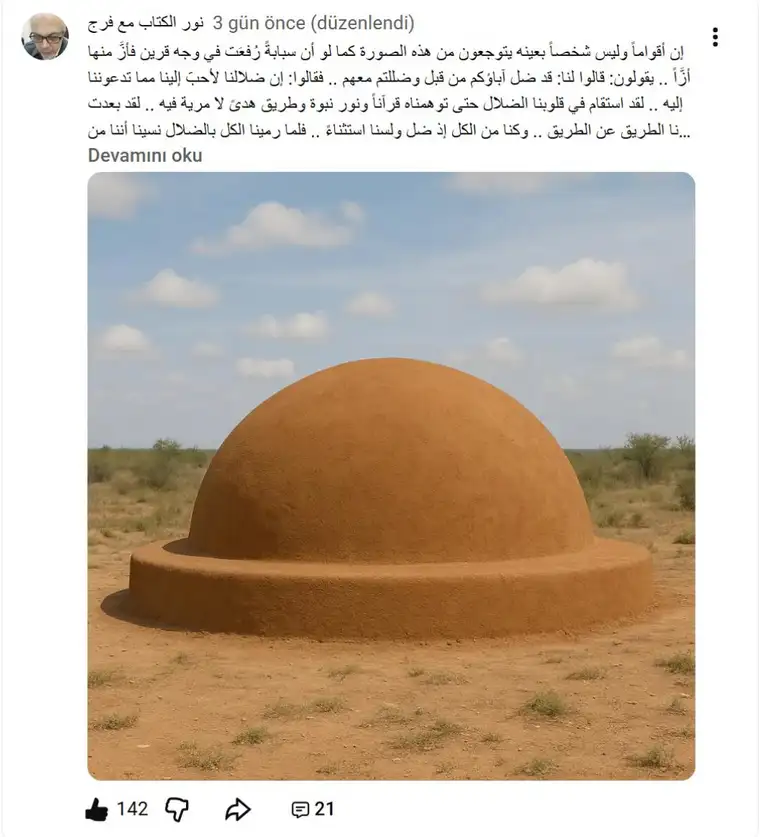 نور الكتاب مع فرج 3 gün önce (düzenlendi)
إن أقواماً وليس شخصاً بعينه يتوجعون من هذه الصورة كما لو أن سبابةً رُفعَت في وجه قرين فأزَّ منها
أزَّاً .. يقولون: قالوا لنا: قد ضل آباؤكم من قبل وضللتم معهم .. فقالوا: إن ضلالنا لأحبَ إلينا مما تدعوننا
إليه .. لقد استقام في قلوبنا الضلال حتى توهمناه قرآناً ونور نبوة وطريق هدىً لا مرية فيه .. لقد بعدت
نا الطريق عن الطريق .. وكنا من الكل إذ ضل ولسنا استثناءً .. فلما رمينا الكل بالضلال نسينا أننا من...
Devamını oku
142 21